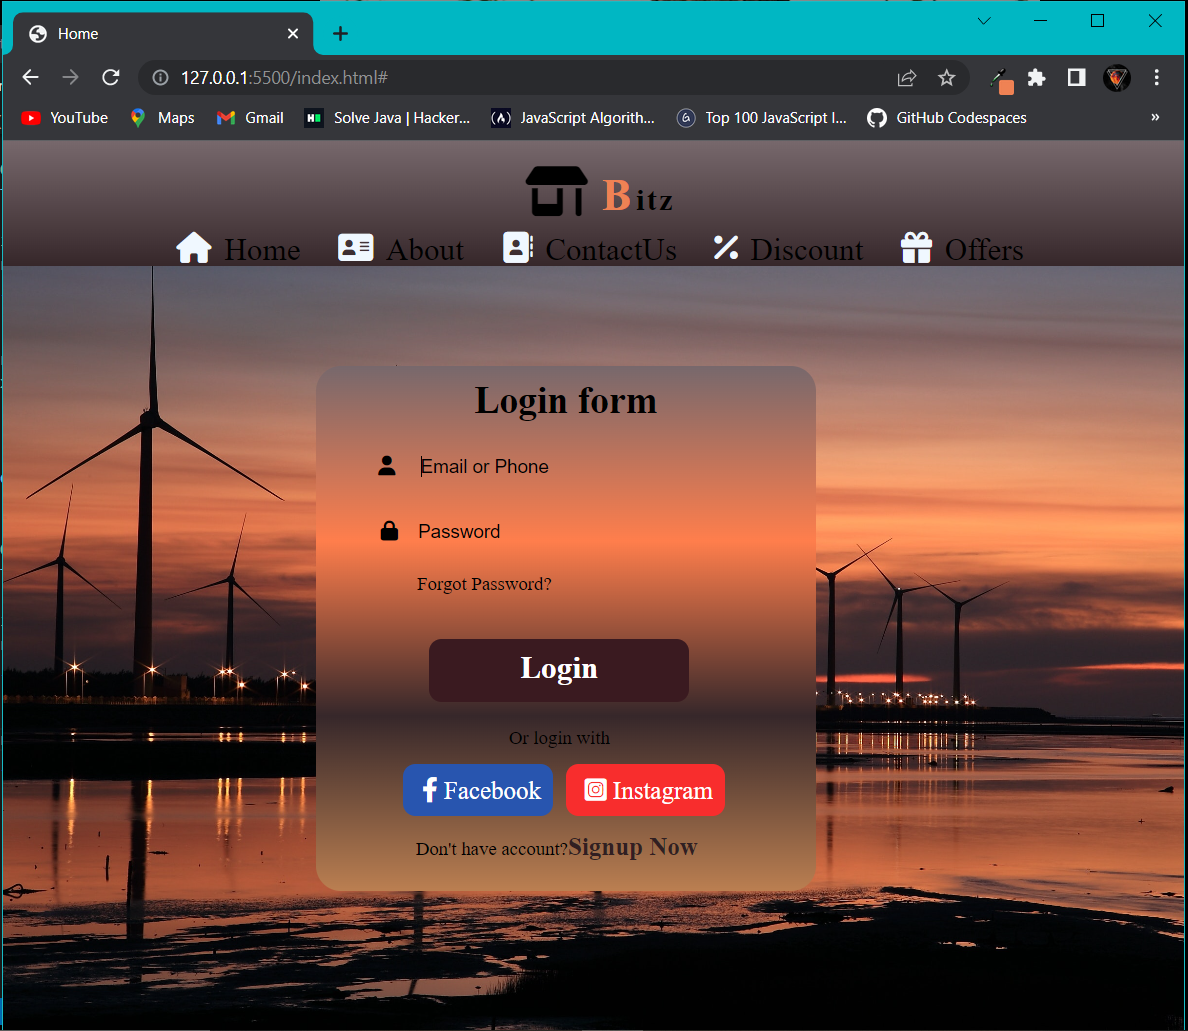 Home
127.0.0.1:5500/index.html#
YouTube Maps Gmail Solve Java | Hacker... JavaScript Algorith... Top 100 JavaScript I... GitHub Codespaces »
Bitz
Home About ContactUs Discount Offers
Login form
Email or Phone
Password
Forgot Password?
Login
Or login with
Facebook Instagram
Don't have account?Signup Now